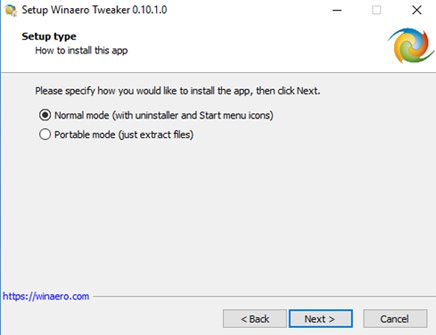 Setup Winaero Tweaker 0.10.1.0
Setup type
How to install this app
Please specify how you would like to install the app, then click Next.
Normal mode (with uninstaller and Start menu icons)
Portable mode (just extract files)
https://winaero.com
< Back Next > Cancel